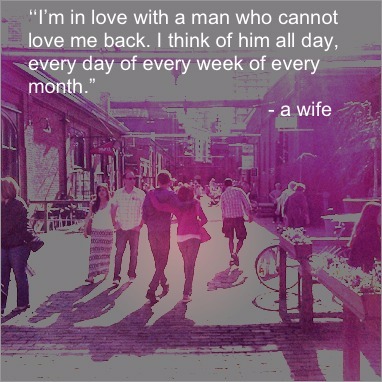 “I’m in love with a man who cannot
love me back. I think of him all day,
every day of every week of every
month.”
- a wife